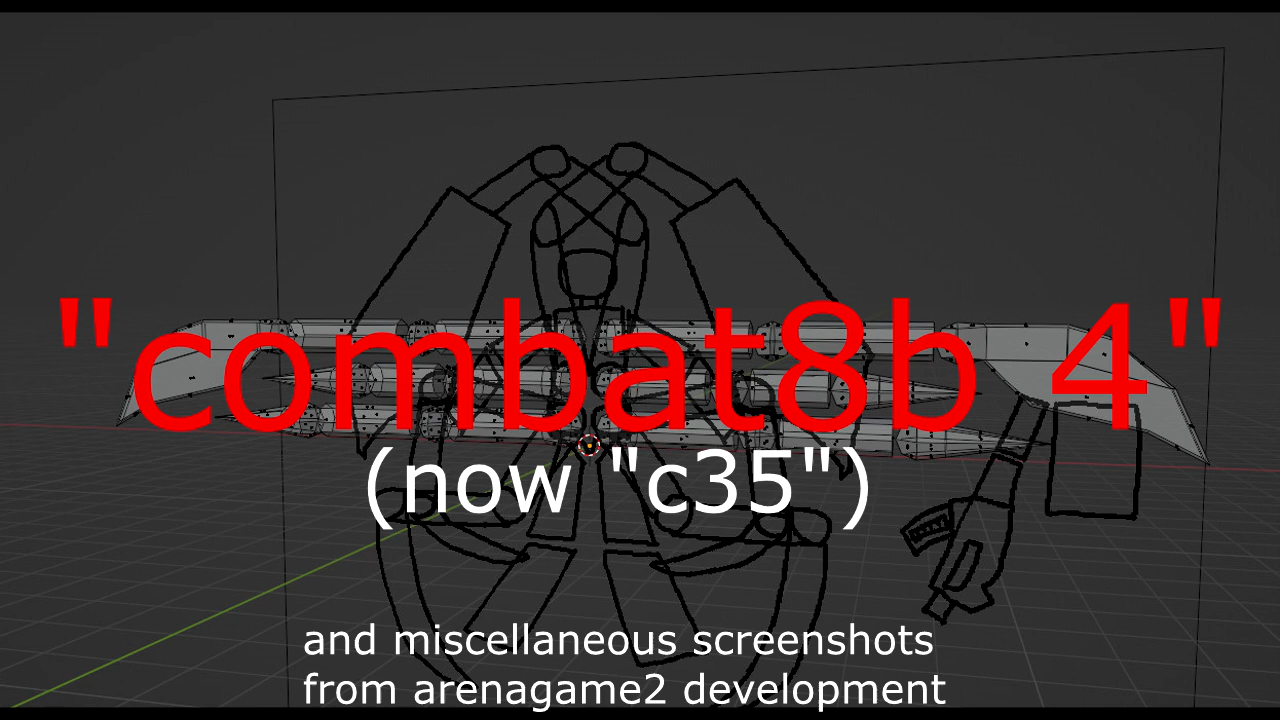 "combat8b 4"
(now "c35")
and miscellaneous screenshots
from arenagame2 development